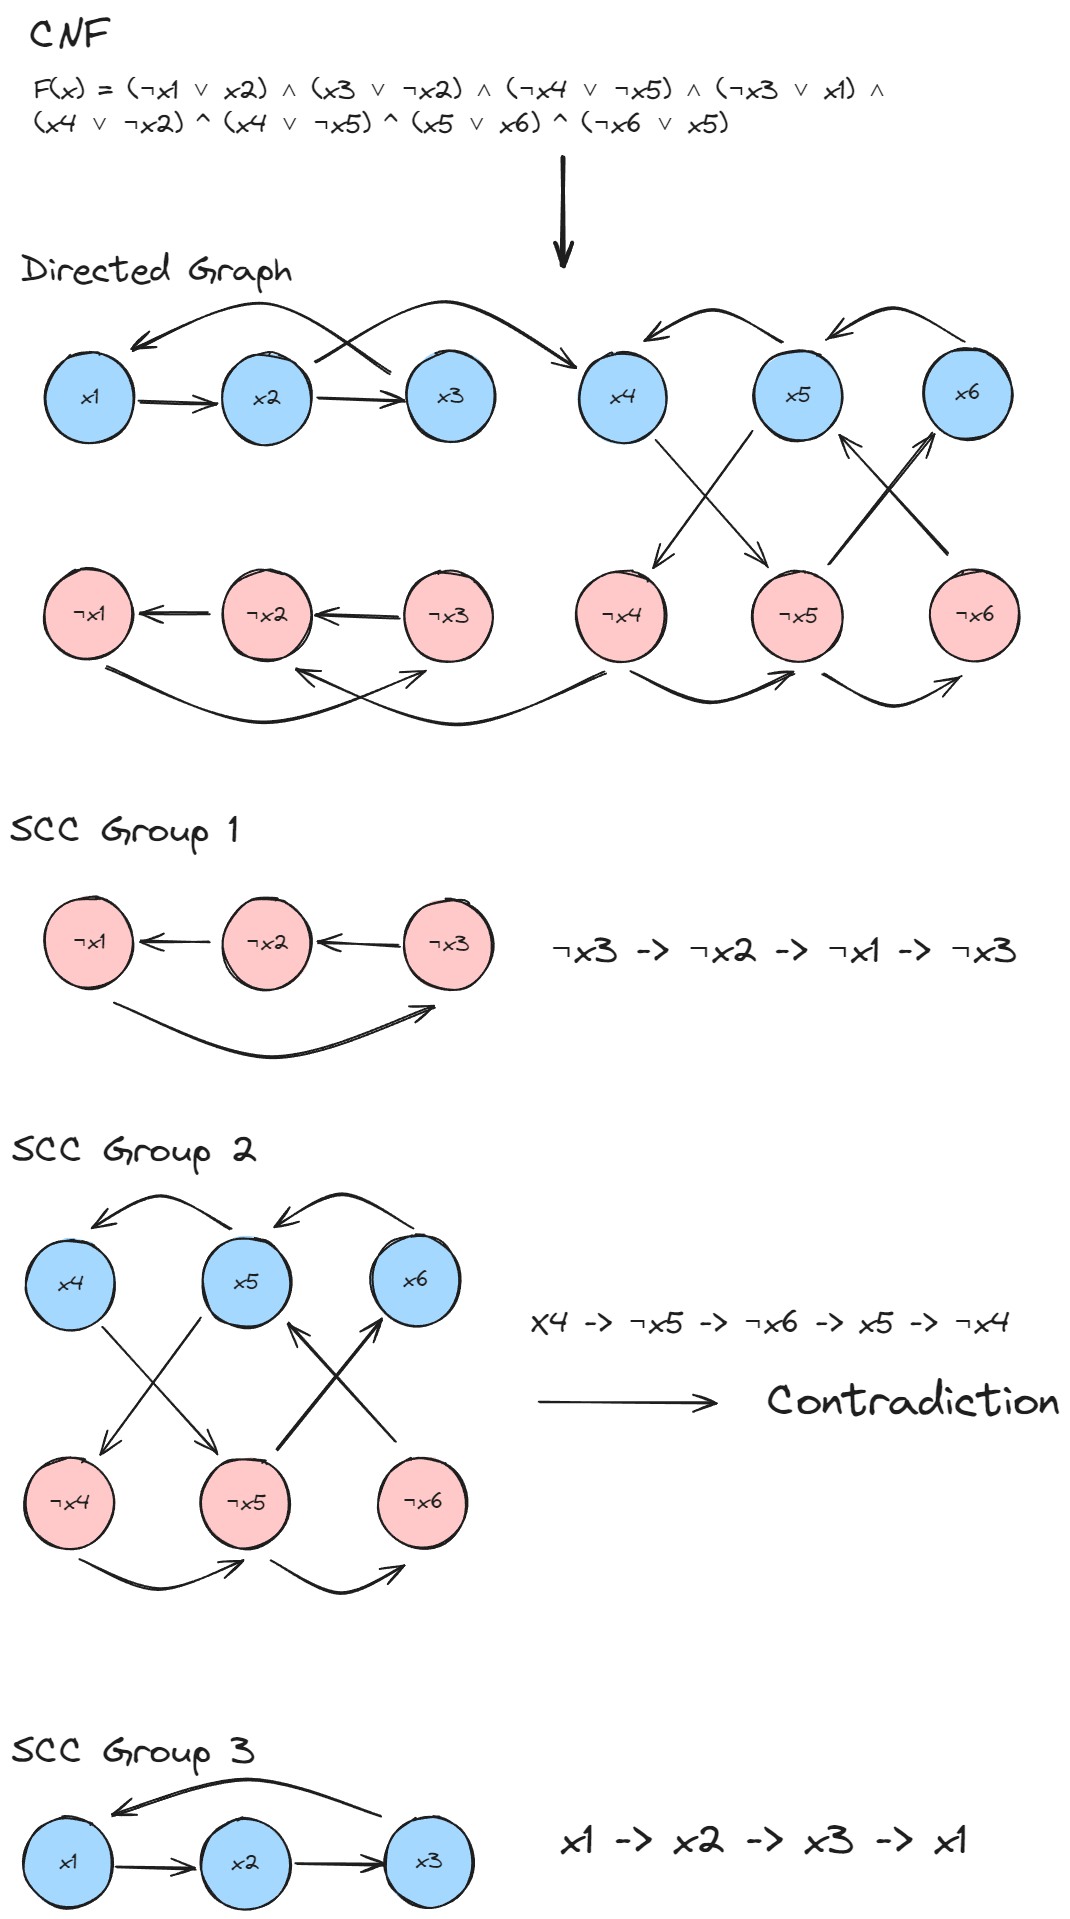 CNF
F(x) = (¬x1 ∨ x2) ∧ (x3 ∨ ¬x2) ∧ (¬x4 ∨ ¬x5) ∧ (¬x3 ∨ x1) ∧
(x4 ∨ ¬x2) ^ (x4 ∨ ¬x5) ^ (x5 ∨ x6) ^ (¬x6 ∨ x5)
Directed Graph
x1 x2 x3 x4 x5 x6
¬x1 ¬x2 ¬x3 ¬x4 ¬x5 ¬x6
SCC Group 1
¬x1 ¬x2 ¬x3 ¬x3 -> ¬x2 -> ¬x1 -> ¬x3
SCC Group 2
x4 x5 x6
x4 -> ¬x5 -> ¬x6 -> x5 -> ¬x4
Contradiction
¬x4 ¬x5 ¬x6
SCC Group 3
x1 x2 x3 x1 -> x2 -> x3 -> x1